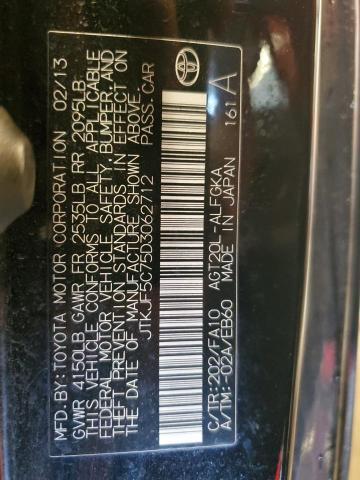 MFD. BY: TOYOTA MOTOR CORPORATION 02/13
GVWR 4150LB GAWR FR 2535LB RR 2095LB
THIS VEHICLE CONFORMS TO ALL APPLICABLE
FEDERAL MOTOR VEHICLE SAFETY, BUMPER, AND
THEFT PREVENTION STANDARDS IN EFFECT ON
THE DATE OF MANUFACTURE SHOWN ABOVE.
JTKJF5C75D3062712 PASS. CAR
C/TR: 202/FA10 AGT20L-ALFGKA
A/TM: -02A/EB60 MADE IN JAPAN
161 A